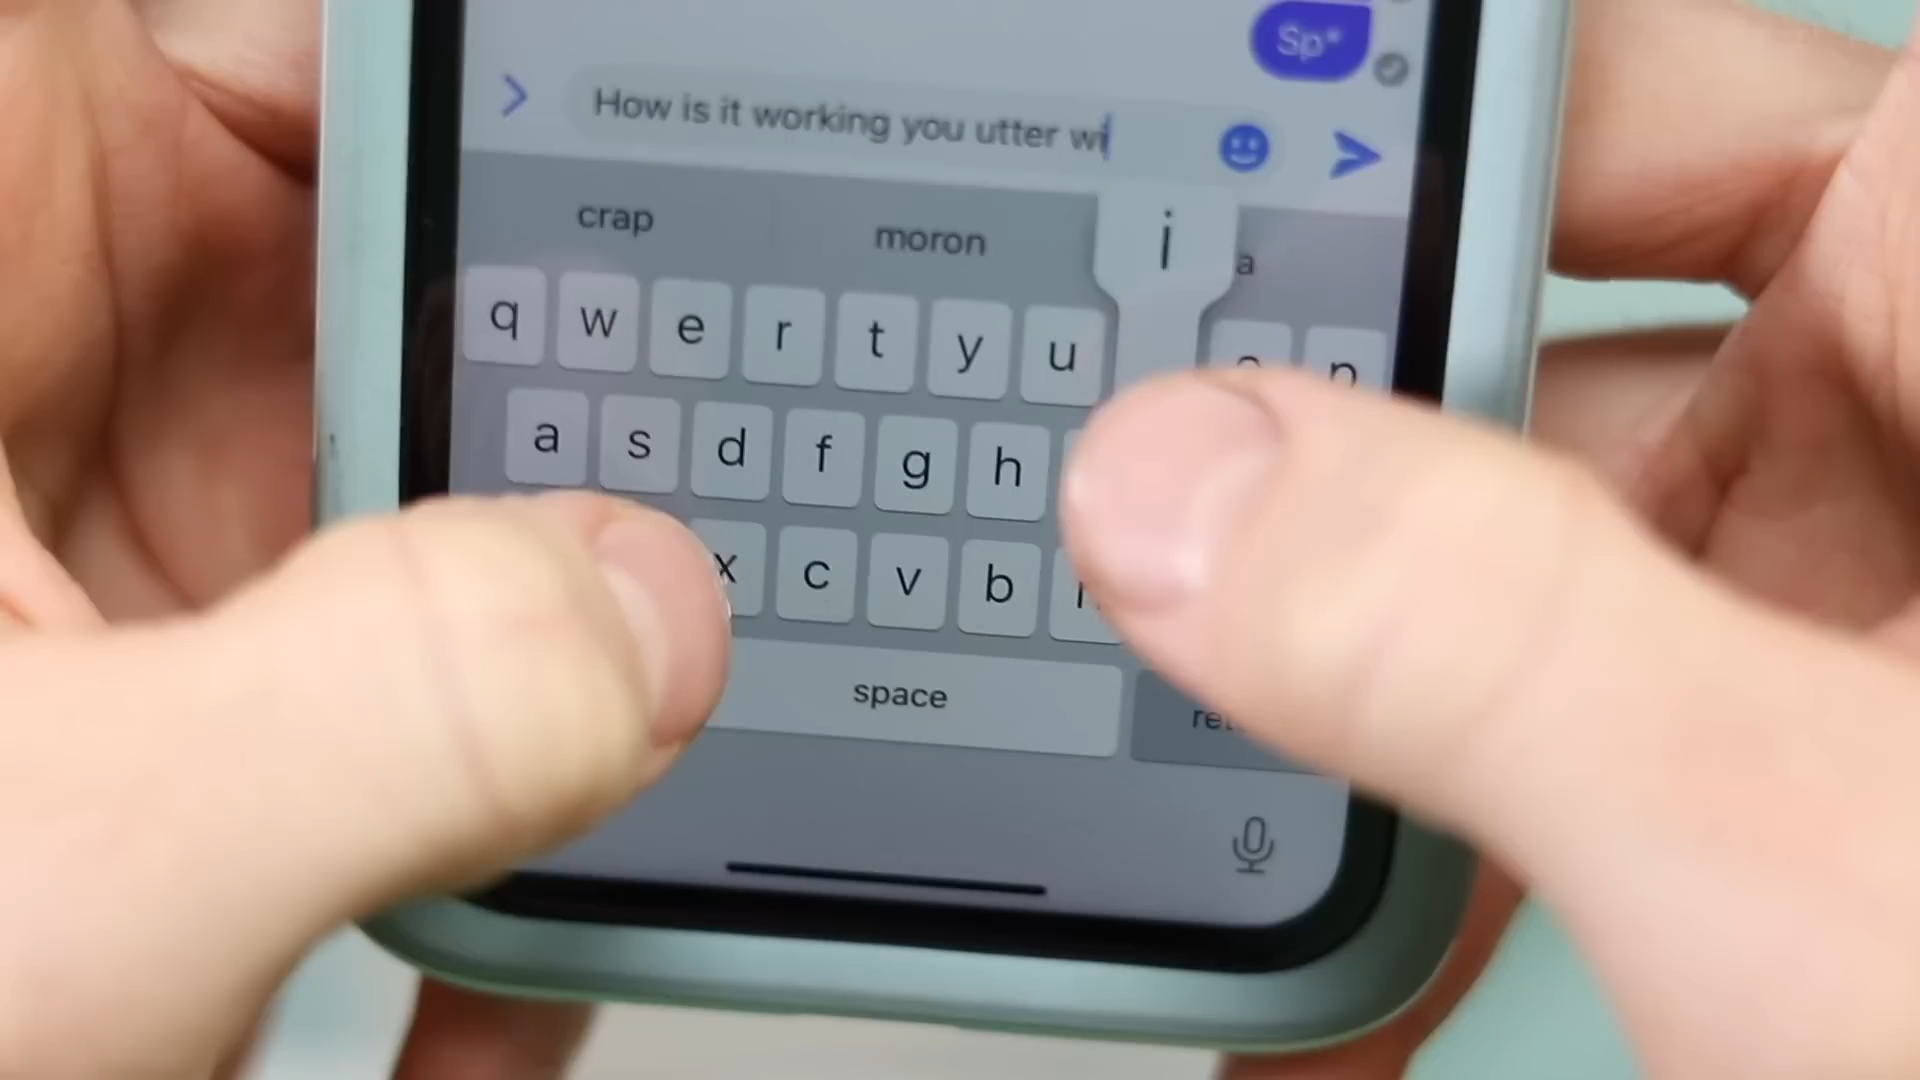 Sp*
How is it working you utter wi
crap moron i a
q w e r t y u p
a s d f g h
x c v b
space